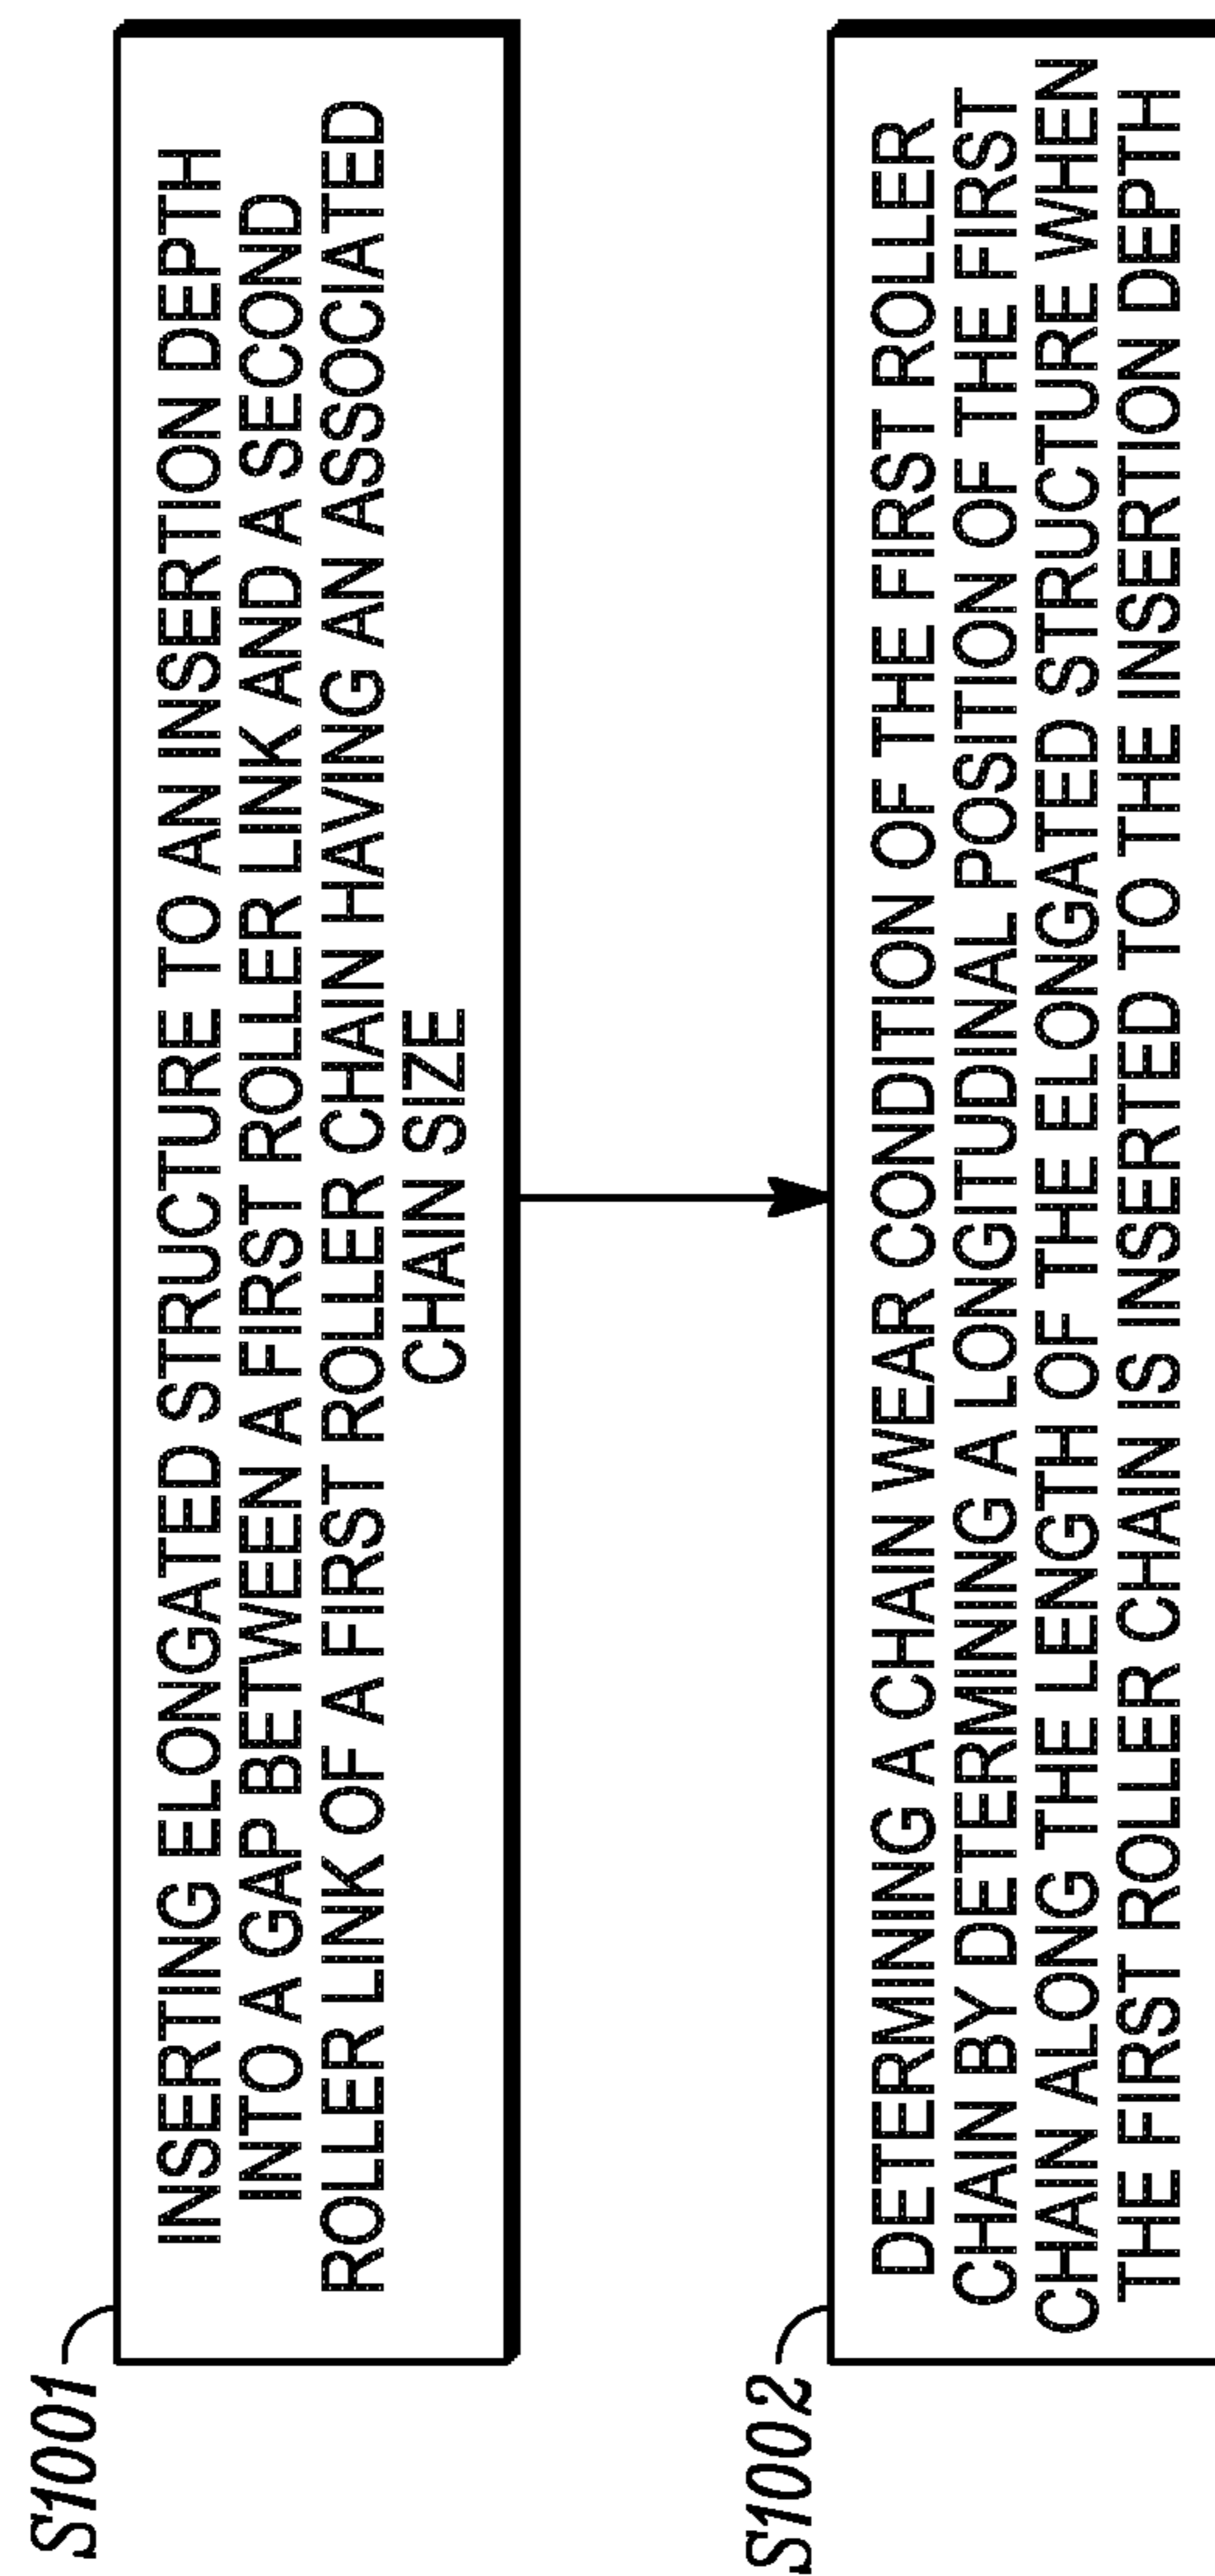 S1001
INSERTING ELONGATED STRUCTURE TO AN INSERTION DEPTH
INTO A GAP BETWEEN A FIRST ROLLER LINK AND A SECOND
ROLLER LINK OF A FIRST ROLLER CHAIN HAVING AN ASSOCIATED
CHAIN SIZE
S1002
DETERMINING A CHAIN WEAR CONDITION OF THE FIRST ROLLER
CHAIN BY DETERMINING A LONGITUDINAL POSITION OF THE FIRST
CHAIN ALONG THE LENGTH OF THE ELONGATED STRUCTURE WHEN
THE FIRST ROLLER CHAIN IS INSERTED TO THE INSERTION DEPTH